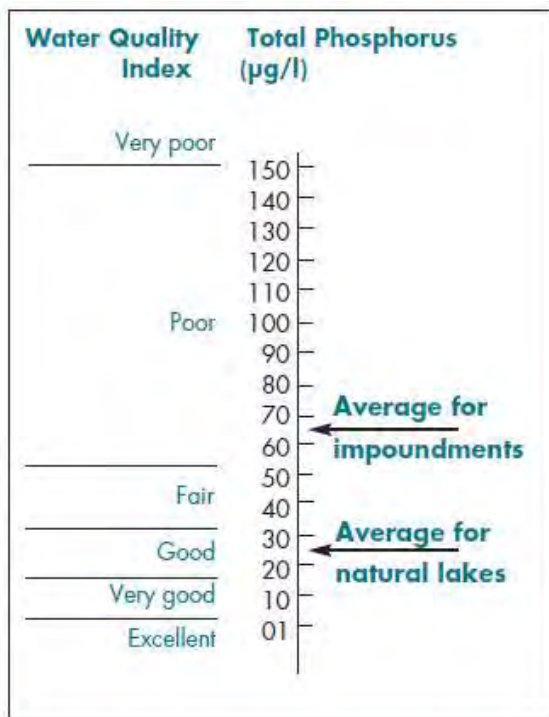 Water Quality Index
Total Phosphorus (µg/l)
Very poor
150
140
130
120
110
Poor
100
90
80
70
Average for impoundments
60
50
Fair
40
30
Average for natural lakes
Good
20
Very good
10
01
Excellent